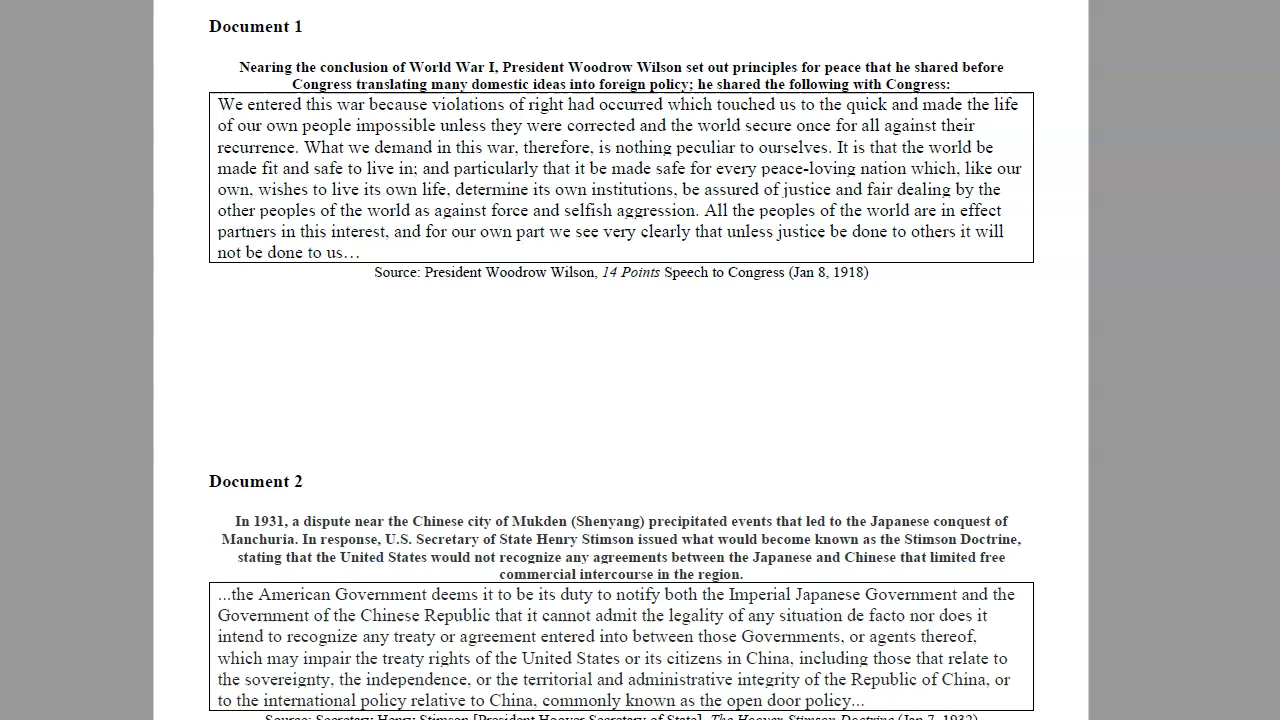 Document 1
Nearing the conclusion of World War I, President Woodrow Wilson set out principles for peace that he shared before
Congress translating many domestic ideas into foreign policy; he shared the following with Congress:
We entered this war because violations of right had occurred which touched us to the quick and made the life
of our own people impossible unless they were corrected and the world secure once for all against their
recurrence. What we demand in this war, therefore, is nothing peculiar to ourselves. It is that the world be
made fit and safe to live in; and particularly that it be made safe for every peace-loving nation which, like our
own, wishes to live its own life, determine its own institutions, be assured of justice and fair dealing by the
other peoples of the world as against force and selfish aggression. All the peoples of the world are in effect
partners in this interest, and for our own part we see very clearly that unless justice be done to others it will
not be done to us…
Source: President Woodrow Wilson, 14 Points Speech to Congress (Jan 8, 1918)
Document 2
In 1931, a dispute near the Chinese city of Mukden (Shenyang) precipitated events that led to the Japanese conquest of
Manchuria. In response, U.S. Secretary of State Henry Stimson issued what would become known as the Stimson Doctrine,
stating that the United States would not recognize any agreements between the Japanese and Chinese that limited free
commercial intercourse in the region.
...the American Government deems it to be its duty to notify both the Imperial Japanese Government and the
Government of the Chinese Republic that it cannot admit the legality of any situation de facto nor does it
intend to recognize any treaty or agreement entered into between those Governments, or agents thereof,
which may impair the treaty rights of the United States or its citizens in China, including those that relate to
the sovereignty, the independence, or the territorial and administrative integrity of the Republic of China, or
to the international policy relative to China, commonly known as the open door policy...
Source: Secretary Henry Stimson [President Hoover Secretary of State], The Hoover-Stimson Doctrine (Jan 7, 1932)